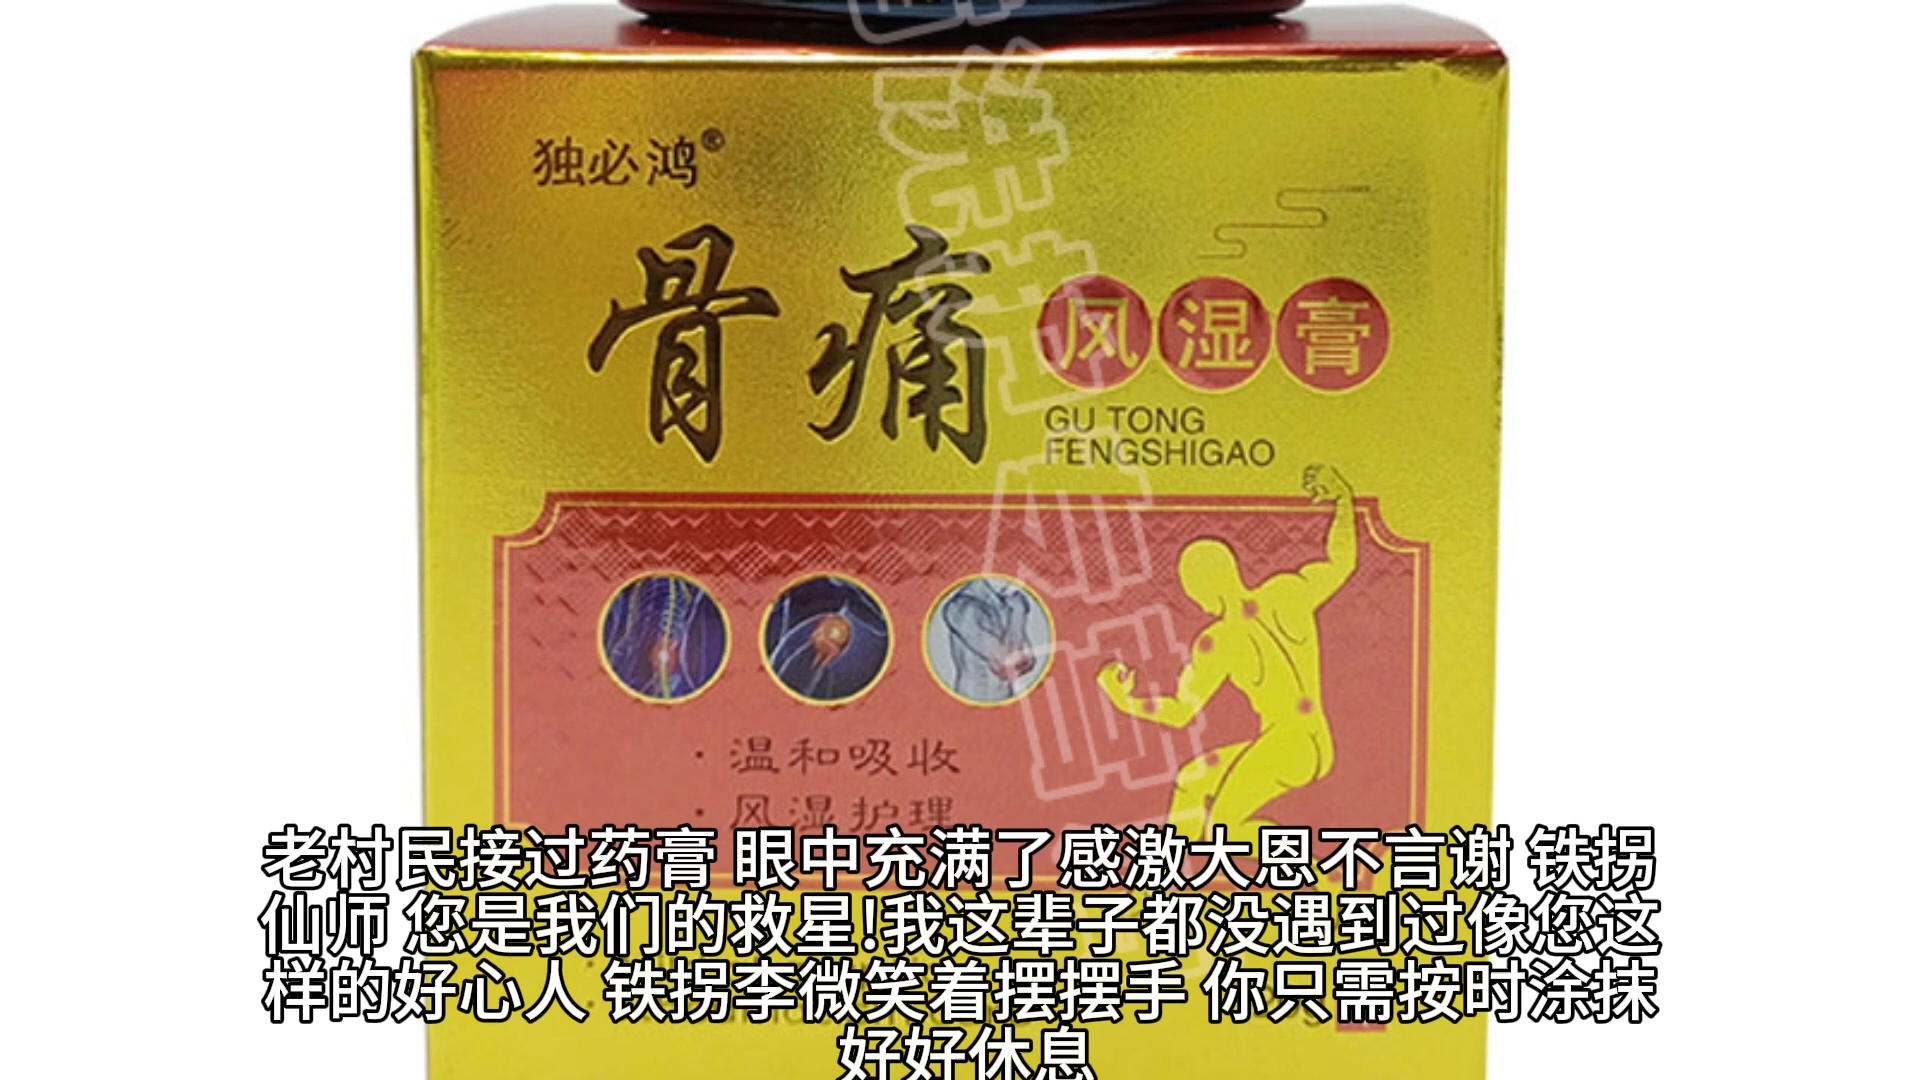 独必鸿®
骨痛
风湿膏
GU TONG
FENGSHIGAO
·温和吸收
·风湿护理
老村民接过药膏 眼中充满了感激大恩不言谢 铁拐
仙师 您是我们的救星!我这辈子都没遇到过像您这
样的好心人 铁拐李微笑着摆摆手 你只需按时涂抹
好好休息